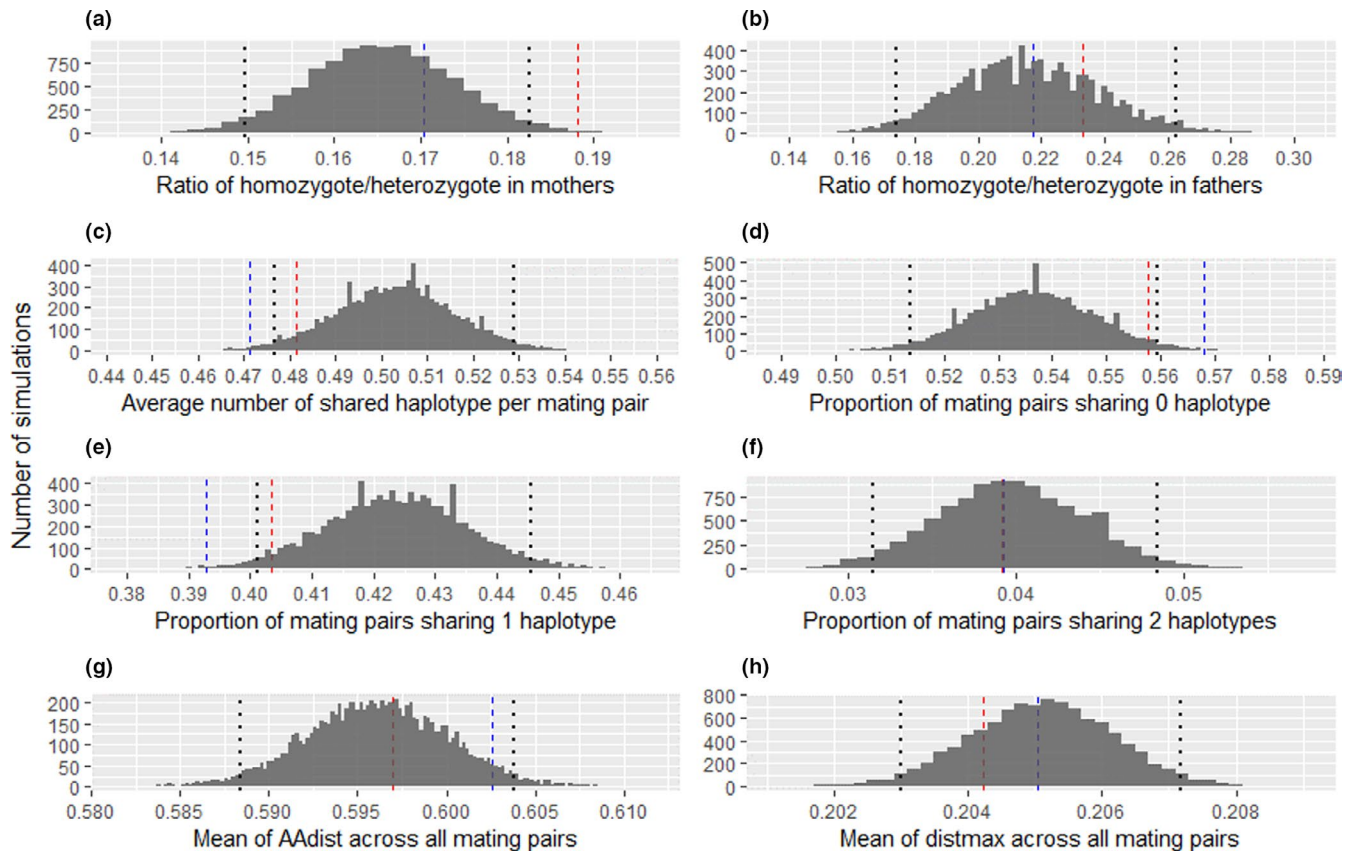 (a)
750
500
250
0
0.14 0.15 0.16 0.17 0.18 0.19
Ratio of homozygote/heterozygote in mothers
(b)
400
300
200
100
0
0.14 0.16 0.18 0.20 0.22 0.24 0.26 0.28 0.30
Ratio of homozygote/heterozygote in fathers
Number of simulations
(c)
400
300
200
100
0
0.44 0.45 0.46 0.47 0.48 0.49 0.50 0.51 0.52 0.53 0.54 0.55 0.56
Average number of shared haplotype per mating pair
(d)
500
400
300
200
100
0
0.49 0.50 0.51 0.52 0.53 0.54 0.55 0.56 0.57 0.58 0.59
Proportion of mating pairs sharing 0 haplotype
(e)
400
300
200
100
0
0.38 0.39 0.40 0.41 0.42 0.43 0.44 0.45 0.46
Proportion of mating pairs sharing 1 haplotype
(f)
750
500
250
0
0.03 0.04 0.05
Proportion of mating pairs sharing 2 haplotypes
(g)
200
150
100
50
0
0.580 0.585 0.590 0.595 0.600 0.605 0.610
Mean of AAdist across all mating pairs
(h)
800
600
400
200
0
0.202 0.204 0.206 0.208
Mean of distmax across all mating pairs